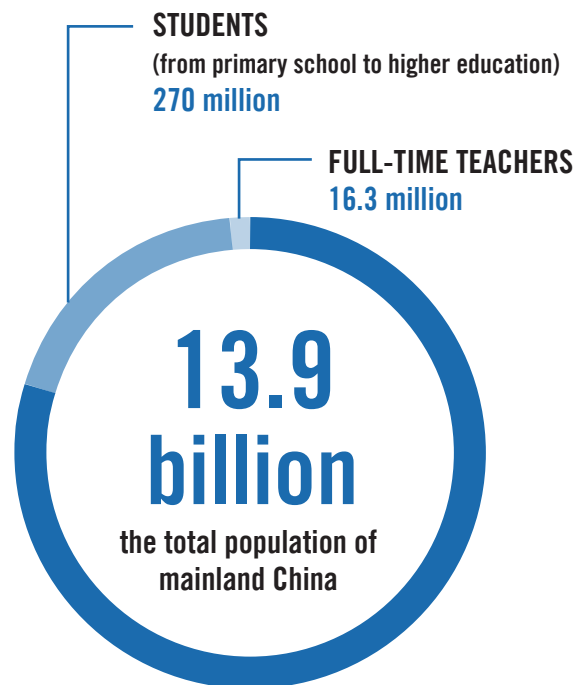 STUDENTS
(from primary school to higher education)
270 million
FULL-TIME TEACHERS
16.3 million
13.9
billion
the total population of
mainland China